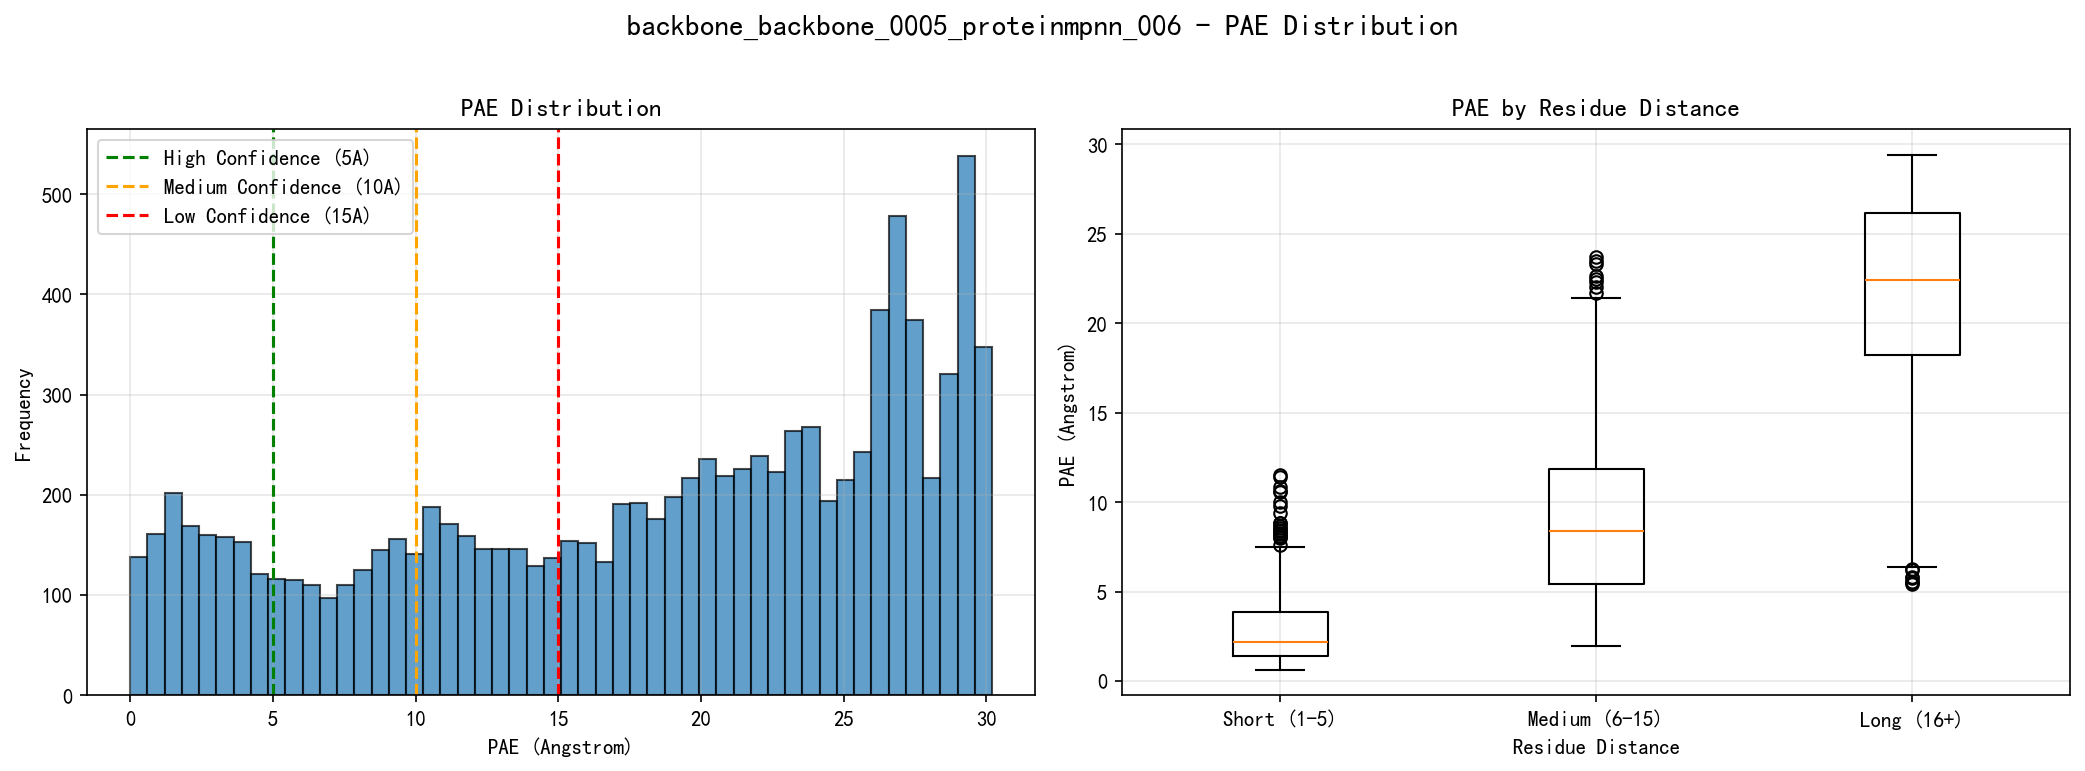 backbone_backbone_0005_proteinmpnn_006 - PAE Distribution
PAE Distribution
High Confidence (5A)
Medium Confidence (10A)
Low Confidence (15A)
Frequency
500
400
300
200
100
0
0 5 10 15 20 25 30
PAE (Angstrom)
PAE by Residue Distance
PAE (Angstrom)
30
25
20
15
10
5
0
Short (1-5) Medium (6-15) Long (16+)
Residue Distance